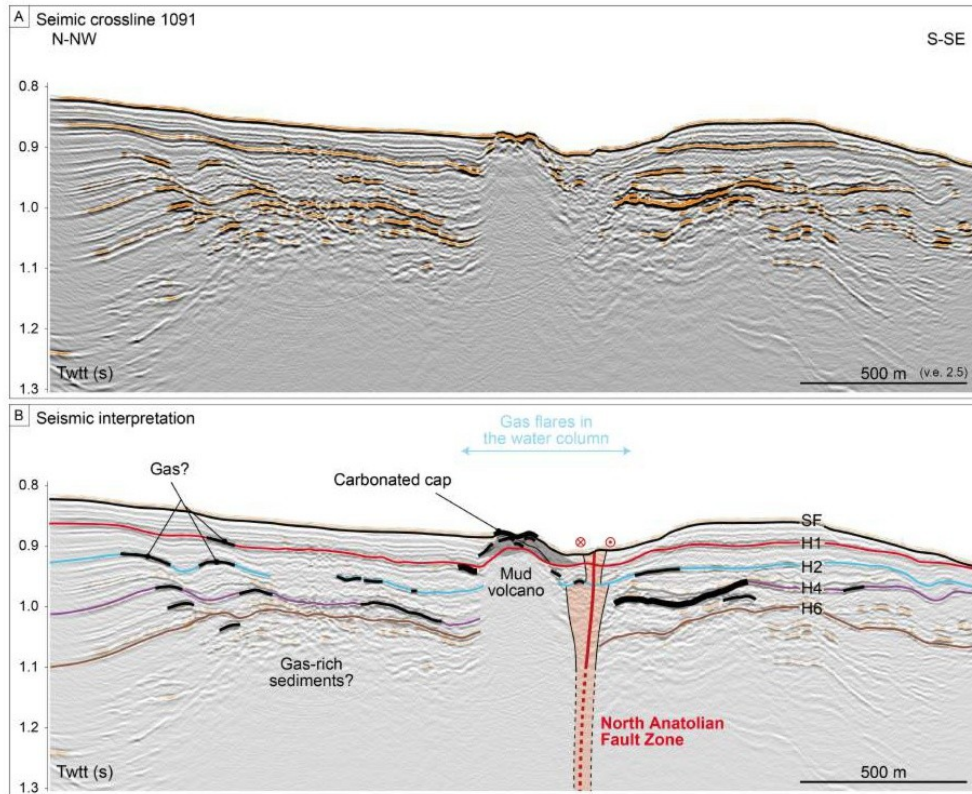 A Seimic crossline 1091
N-NW S-SE
0.8
0.9
1.0
1.1
1.2
1.3
Twtt (s)
500 m (v.e. 2.5)
B Seismic interpretation
Gas flares in
the water column
Gas?
Carbonated cap
0.8
0.9
1.0
1.1
1.2
1.3
SF
H1
H2
H4
H6
Mud
volcano
Gas-rich
sediments?
North Anatolian
Fault Zone
Twtt (s)
500 m